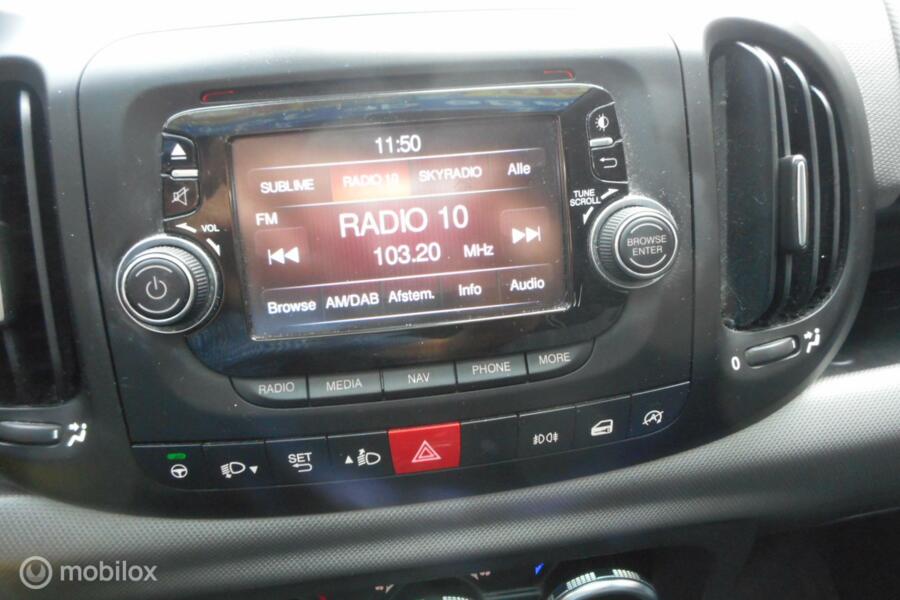 11:50
SUBLIME RADIO 10 SKYRADIO Alle
FM
RADIO 10
103.20 MHz
Browse AM/DAB Afstem. Info Audio
VOL
TUNE
SCROLL
BROWSE
ENTER
RADIO MEDIA NAV PHONE MORE
SET
0
mobilox